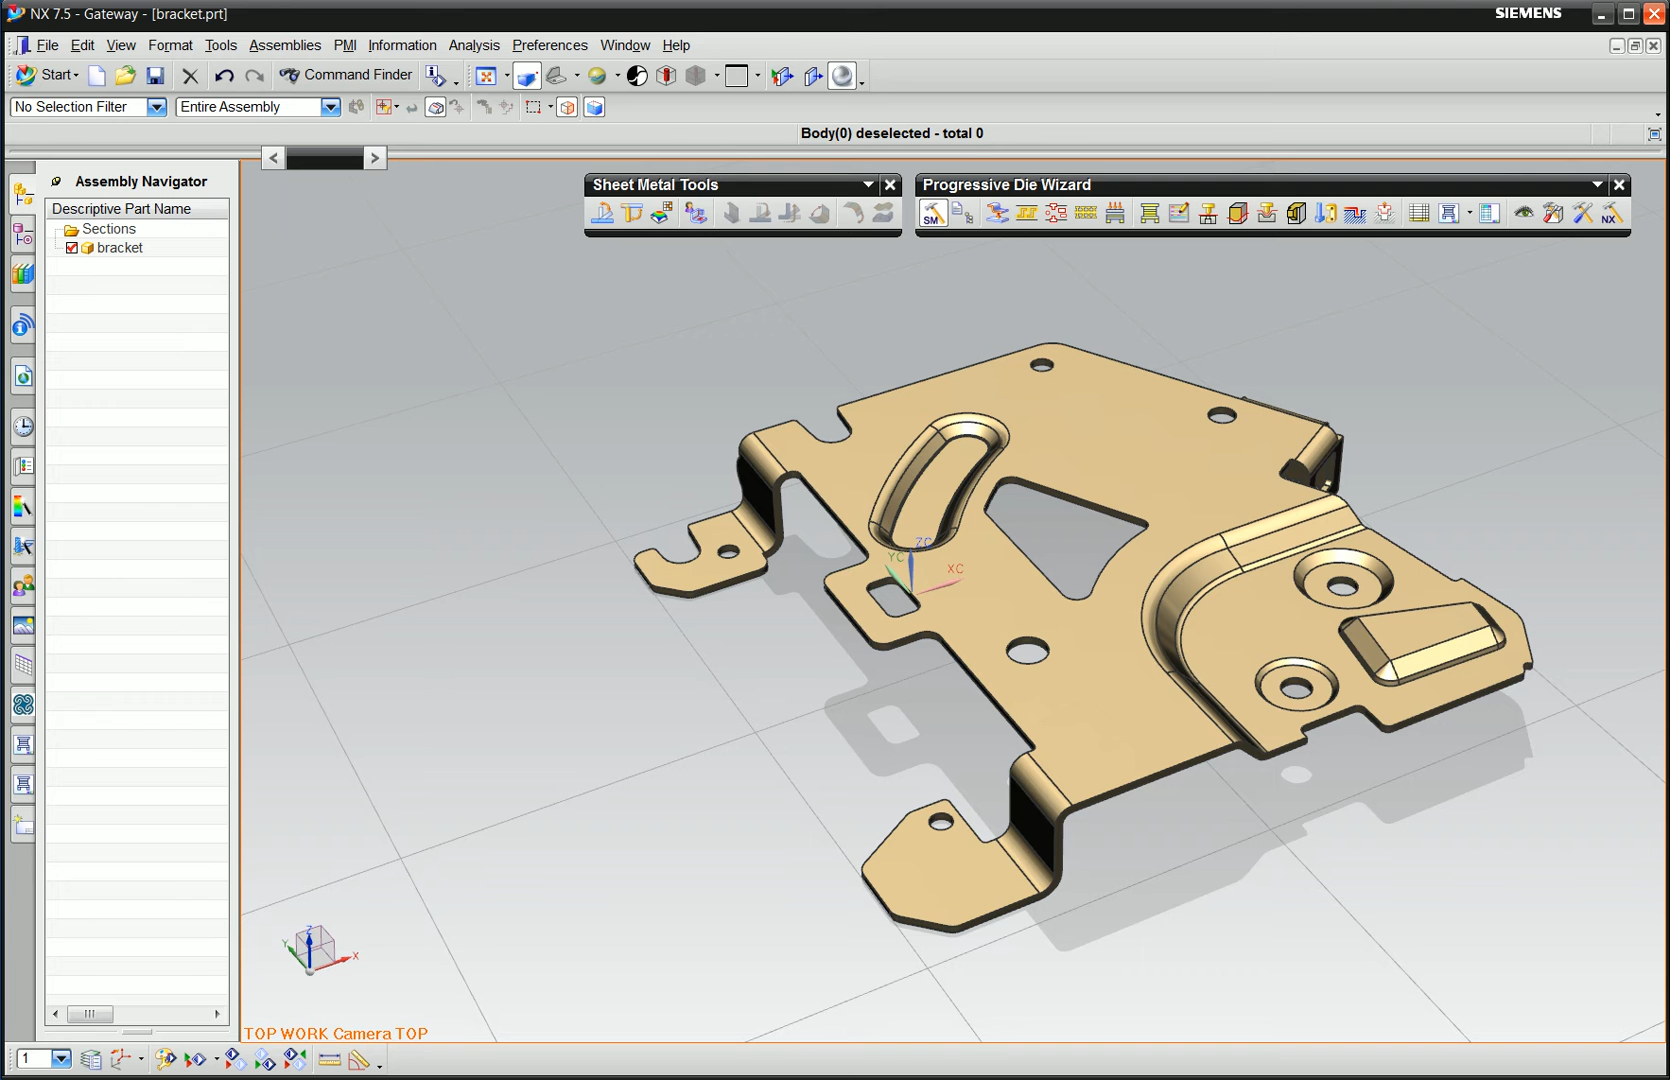 NX 7.5 - Gateway - [bracket.prt]
SIEMENS
File Edit View Format Tools Assemblies PMI Information Analysis Preferences Window Help
Start Command Finder
No Selection Filter Entire Assembly
Body(0) deselected - total 0
Assembly Navigator
Descriptive Part Name
Sections
bracket
Sheet Metal Tools
Progressive Die Wizard
SM
NX
ZC
YC
XC
Z
Y
X
TOP WORK Camera TOP
1